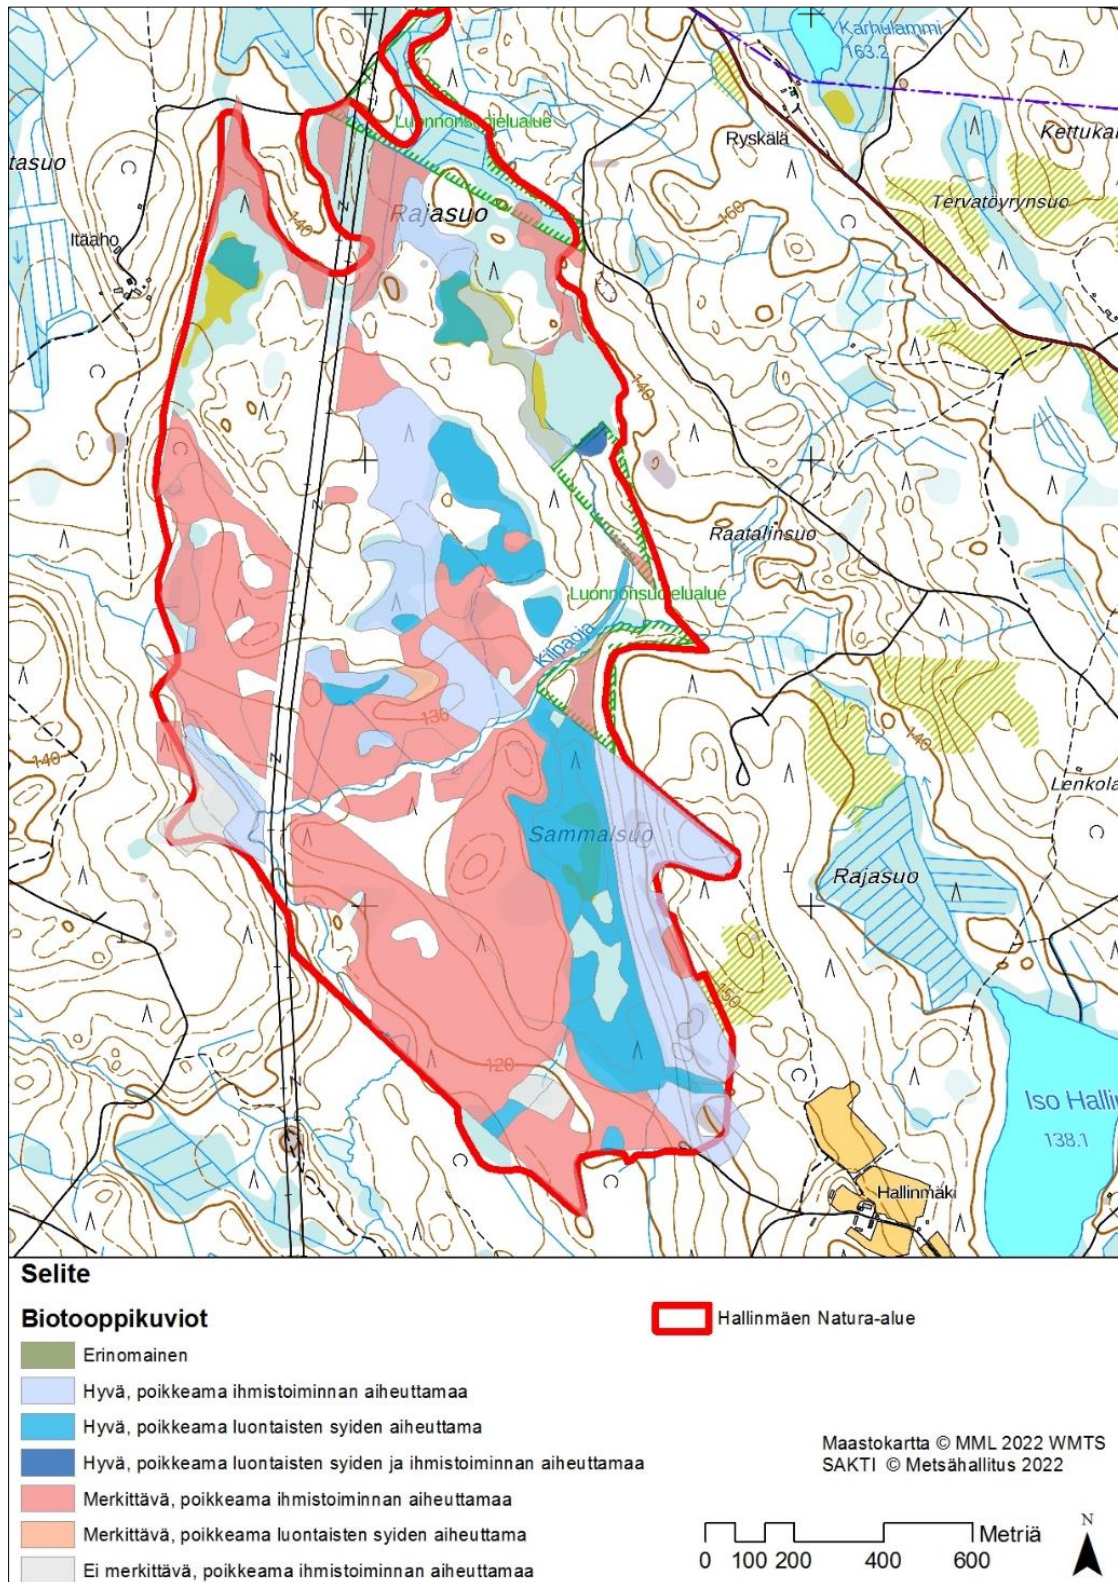 Karhulammi
163.2
Luonnonsuojelualue
Ryskälä
Kettukal
tasuo
Tervatöyrynsuo
160
Rajasuo
140
Itäaho
140
Raatalinsuo
Luonnonsuojelualue
Kilpaoja
136
140
140
Lenkola
Sammalsuo
Rajasuo
150
120
Iso Hallin
138.1
Hallinmäki
Selite
Biotooppikuviot
Hallinmäen Natura-alue
Erinomainen
Hyvä, poikkeama ihmistoiminnan aiheuttamaa
Hyvä, poikkeama luontaisten syiden aiheuttama
Hyvä, poikkeama luontaisten syiden ja ihmistoiminnan aiheuttamaa
Merkittävä, poikkeama ihmistoiminnan aiheuttamaa
Merkittävä, poikkeama luontaisten syiden aiheuttama
Ei merkittävä, poikkeama ihmistoiminnan aiheuttamaa
Maastokartta © MML 2022 WMTS
SAKTI © Metsähallitus 2022
N
Metriä
0 100 200 400 600